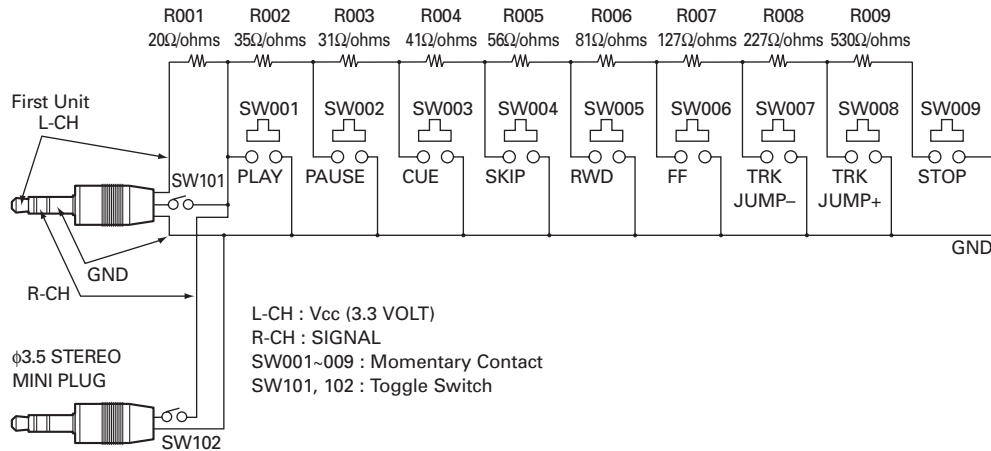 R001 R002 R003 R004 R005 R006 R007 R008 R009
20Ω/ohms 35Ω/ohms 31Ω/ohms 41Ω/ohms 56Ω/ohms 81Ω/ohms 127Ω/ohms 227Ω/ohms 530Ω/ohms
First Unit
L-CH
SW001 SW002 SW003 SW004 SW005 SW006 SW007 SW008 SW009
SW101
PLAY PAUSE CUE SKIP RWD FF TRK TRK STOP
JUMP– JUMP+
GND
GND
R-CH
L-CH : Vcc (3.3 VOLT)
R-CH : SIGNAL
SW001~009 : Momentary Contact
SW101, 102 : Toggle Switch
φ3.5 STEREO
MINI PLUG
SW102